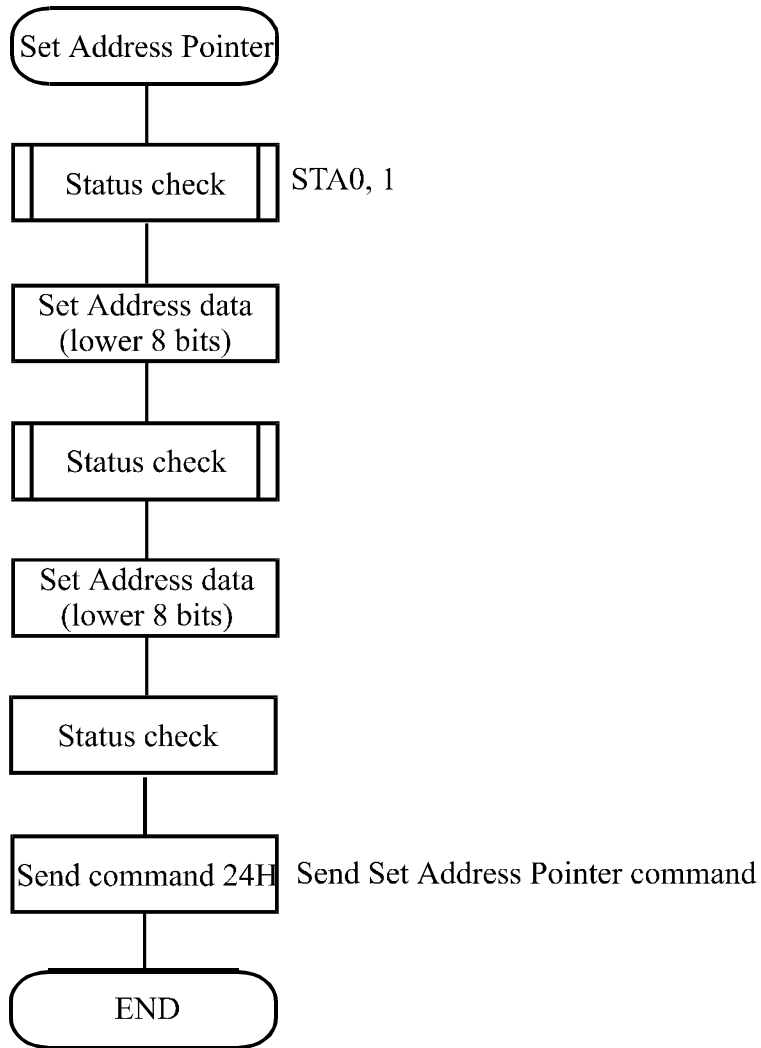 Set Address Pointer
Status check
STA0, 1
Set Address data
(lower 8 bits)
Status check
Set Address data
(lower 8 bits)
Status check
Send command 24H
Send Set Address Pointer command
END